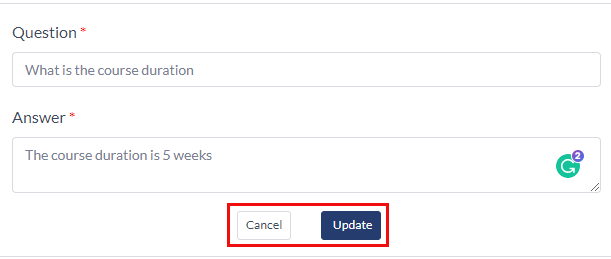 Question *
What is the course duration
Answer *
The course duration is 5 weeks
2
Cancel Update